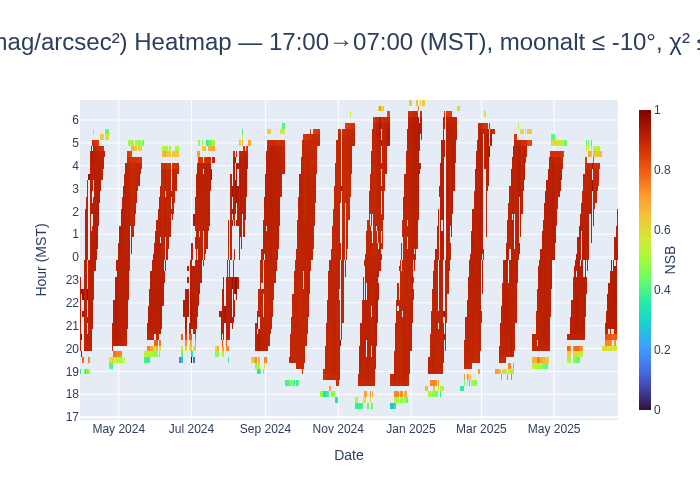 mag/arcsec²) Heatmap — 17:00→07:00 (MST), moonalt ≤ -10°, χ² ≤
6
5
4
3
2
1
0
23
22
21
20
19
18
17
Hour (MST)
May 2024
Jul 2024
Sep 2024
Nov 2024
Jan 2025
Mar 2025
May 2025
Date
1
0.8
0.6
0.4
0.2
0
NSB